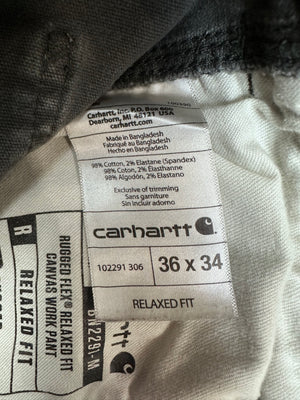 Carhartt, Inc. P.O. Box 600
Dearborn, MI 48121 USA
carhartt.com
Made in Bangladesh
Fabriqué au Bangladesh
Hecho en Bangladesh
98% Cotton, 2% Elastane (Spandex)
98% Coton, 2% Élasthanne
98% Algodón, 2% Elastano
Exclusive of trimming
Sans garniture
Sin incluir adorno
carhartt
102291 306
36 x 34
RELAXED FIT
R
RELAXED FIT
RUGGED FLEX® RELAXED FIT
CANVAS WORK PANT
carhartt